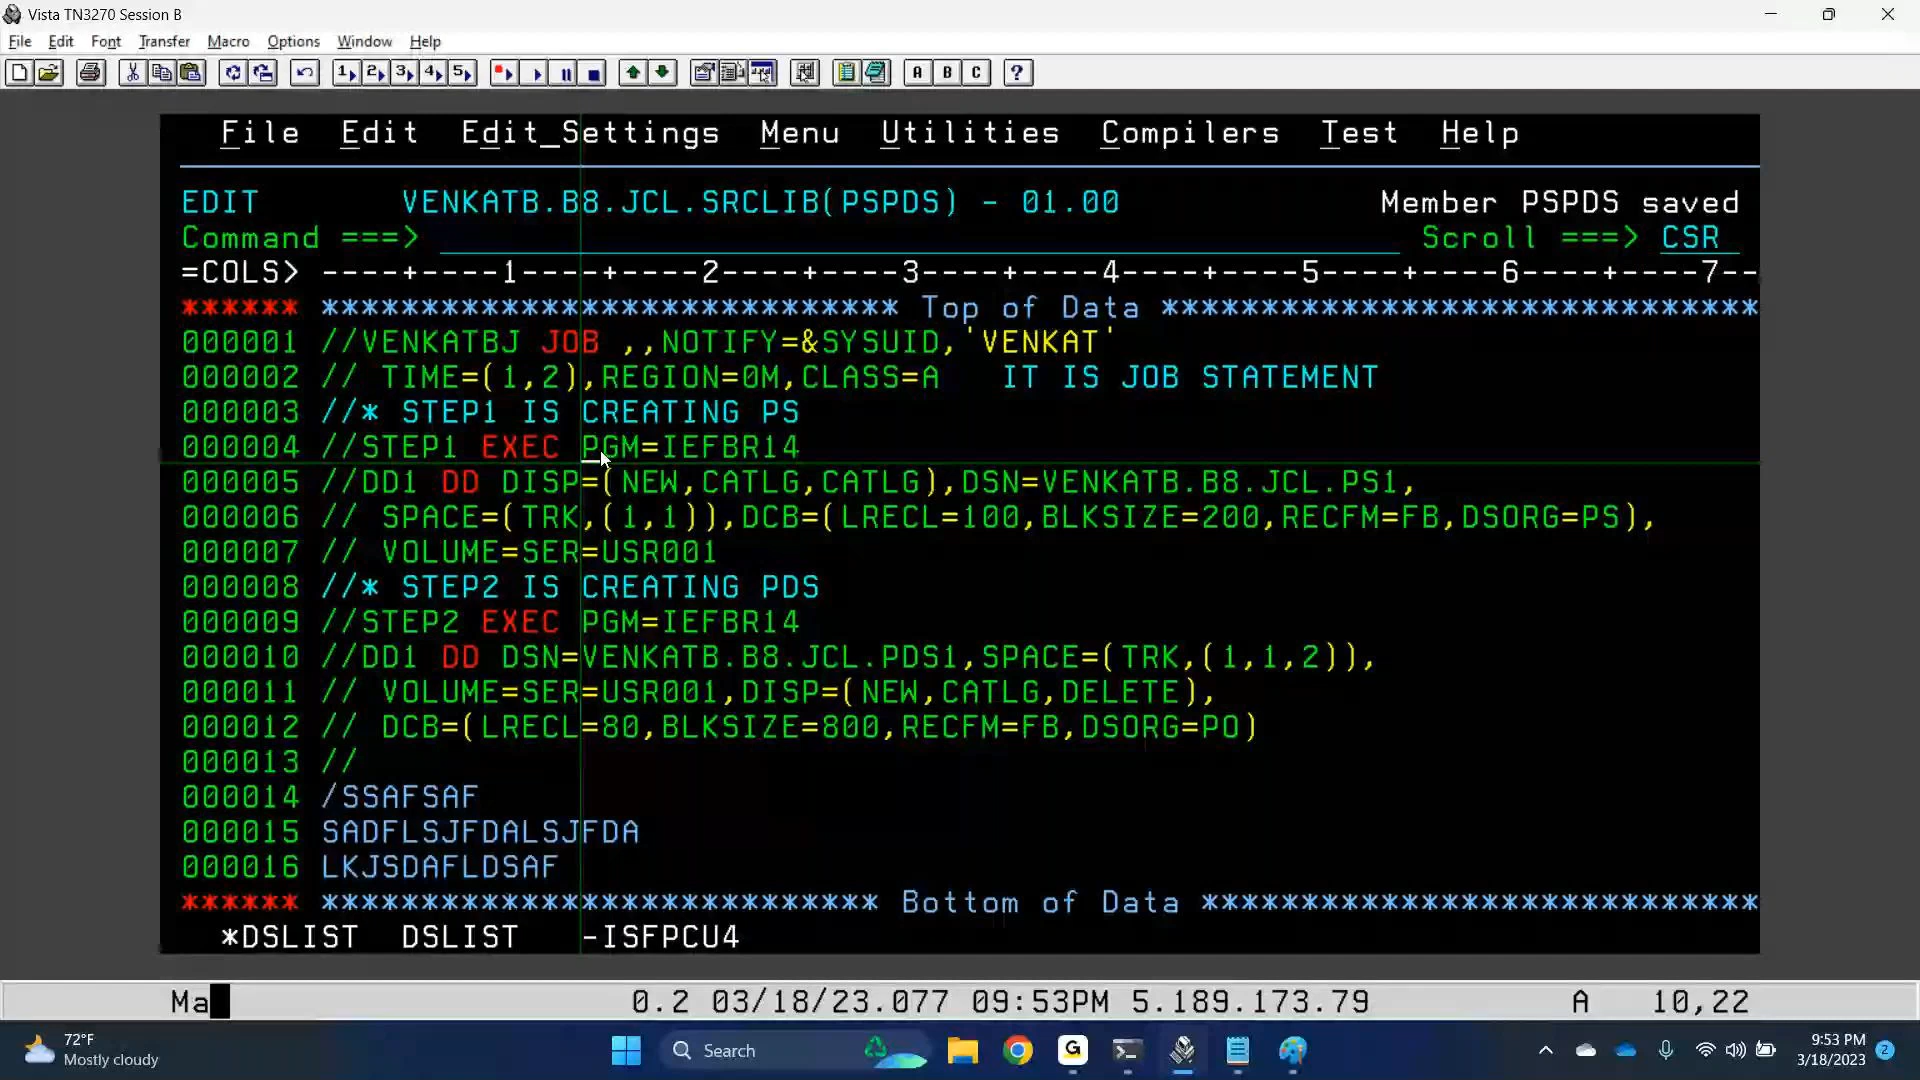 Vista TN3270 Session B
File Edit Font Transfer Macro Options Window Help
1 2 3 4 5 A B C ?
File Edit Edit_Settings Menu Utilities Compilers Test Help
EDIT VENKATB.B8.JCL.SRCLIB(PSPDS) - 01.00 Member PSPDS saved
Command ===> Scroll ===> CSR
=COLS> ----+----1----+----2----+----3----+----4----+----5----+----6----+----7--
****** ***************************** Top of Data ******************************
000001 //VENKATBJ JOB ,,NOTIFY=&SYSUID,'VENKAT'
000002 // TIME=(1,2),REGION=0M,CLASS=A IT IS JOB STATEMENT
000003 //* STEP1 IS CREATING PS
000004 //STEP1 EXEC PGM=IEFBR14
000005 //DD1 DD DISP=(NEW,CATLG,CATLG),DSN=VENKATB.B8.JCL.PS1,
000006 // SPACE=(TRK,(1,1)),DCB=(LRECL=100,BLKSIZE=200,RECFM=FB,DSORG=PS),
000007 // VOLUME=SER=USR001
000008 //* STEP2 IS CREATING PDS
000009 //STEP2 EXEC PGM=IEFBR14
000010 //DD1 DD DSN=VENKATB.B8.JCL.PDS1,SPACE=(TRK,(1,1,2)),
000011 // VOLUME=SER=USR001,DISP=(NEW,CATLG,DELETE),
000012 // DCB=(LRECL=80,BLKSIZE=800,RECFM=FB,DSORG=PO)
000013 //
000014 /SSAFSAF
000015 SADFLSJFDALSJFDA
000016 LKJSDAFLDSAF
****** **************************** Bottom of Data ****************************
*DSLIST DSLIST -ISFPCU4
Ma 0.2 03/18/23.077 09:53PM 5.189.173.79 A 10,22
72°F
Mostly cloudy
Search
9:53 PM
3/18/2023
2